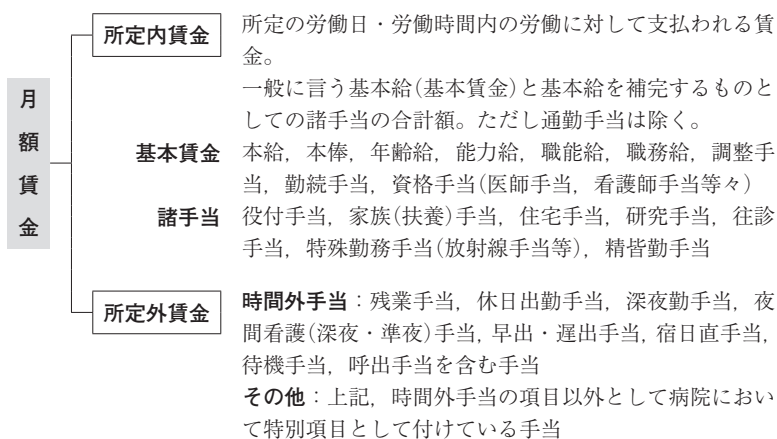 月額賃金
所定内賃金
所定の労働日・労働時間内の労働に対して支払われる賃
金。
一般に言う基本給(基本賃金)と基本給を補完するものと
しての諸手当の合計額。ただし通勤手当は除く。
基本賃金
本給，本俸，年齢給，能力給，職能給，職務給，調整手
当，勤続手当，資格手当(医師手当，看護師手当等々)
諸手当
役付手当，家族(扶養)手当，住宅手当，研究手当，往診
手当，特殊勤務手当(放射線手当等)，精皆勤手当
所定外賃金
時間外手当：残業手当，休日出勤手当，深夜勤手当，夜
間看護(深夜・準夜)手当，早出・遅出手当，宿日直手当，
待機手当，呼出手当を含む手当
その他：上記，時間外手当の項目以外として病院におい
て特別項目として付けている手当